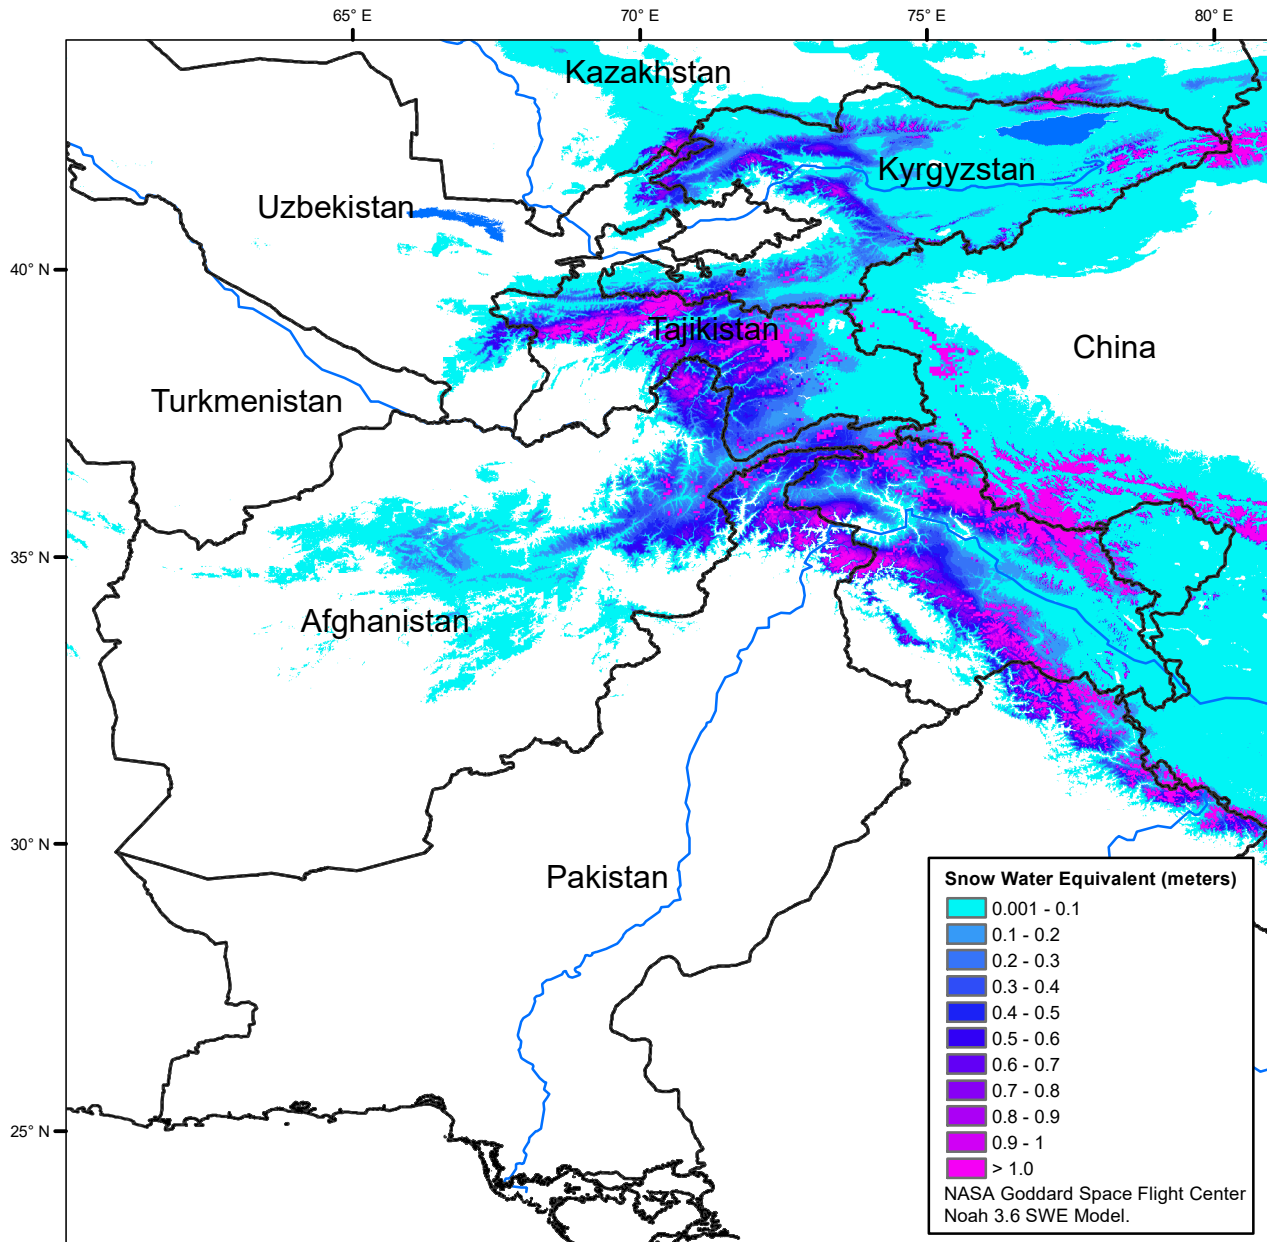 65° E
70° E
75° E
80° E
Kazakhstan
Kyrgyzstan
Uzbekistan
40° N
Tajikistan
China
Turkmenistan
35° N
Afghanistan
30° N
Pakistan
25° N
Snow Water Equivalent (meters)
0.001 - 0.1
0.1 - 0.2
0.2 - 0.3
0.3 - 0.4
0.4 - 0.5
0.5 - 0.6
0.6 - 0.7
0.7 - 0.8
0.8 - 0.9
0.9 - 1
> 1.0
NASA Goddard Space Flight Center
Noah 3.6 SWE Model.